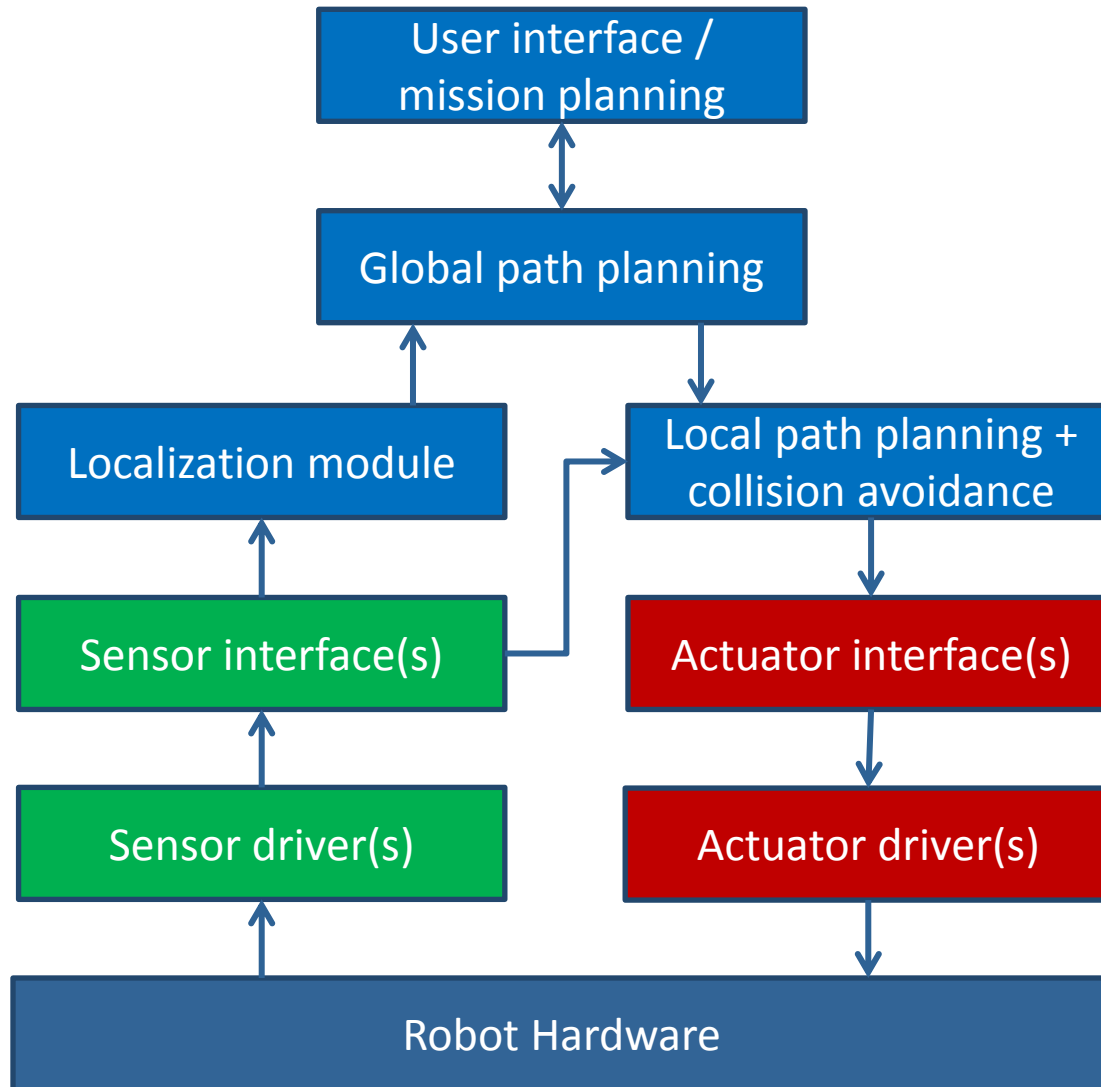 User interface /
mission planning
Global path planning
Localization module
Local path planning +
collision avoidance
Sensor interface(s)
Actuator interface(s)
Sensor driver(s)
Actuator driver(s)
Robot Hardware